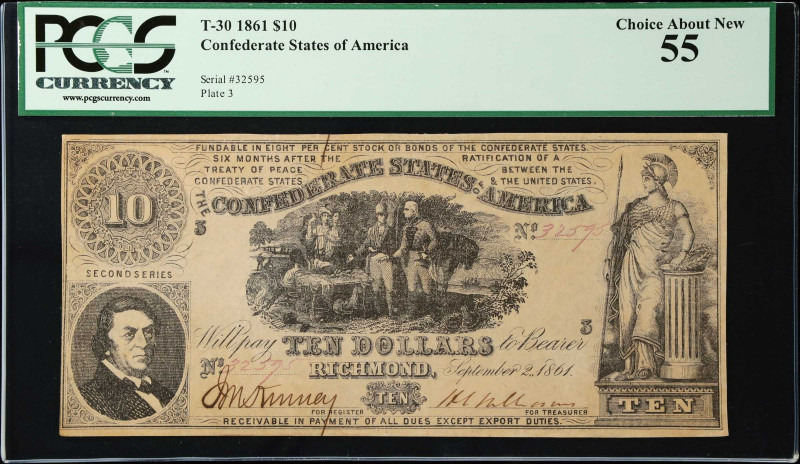 PCGS
CURRENCY
™
www.pcgscurrency.com
T-30 1861 $10
Confederate States of America
Serial #32595
Plate 3
Choice About New
55
FUNDABLE IN EIGHT PER CENT STOCK OR BONDS OF THE CONFEDERATE STATES.
SIX MONTHS AFTER THE RATIFICATION OF A
TREATY OF PEACE BETWEEN THE
CONFEDERATE STATES & THE UNITED STATES.
THE CONFEDERATE STATES OF AMERICA
10
3
No. 32595
SECOND SERIES
3
Will pay TEN DOLLARS to Bearer
No. 32595
RICHMOND, September 2, 1861.
TEN
TEN
FOR REGISTER FOR TREASURER
RECEIVABLE IN PAYMENT OF ALL DUES EXCEPT EXPORT DUTIES.